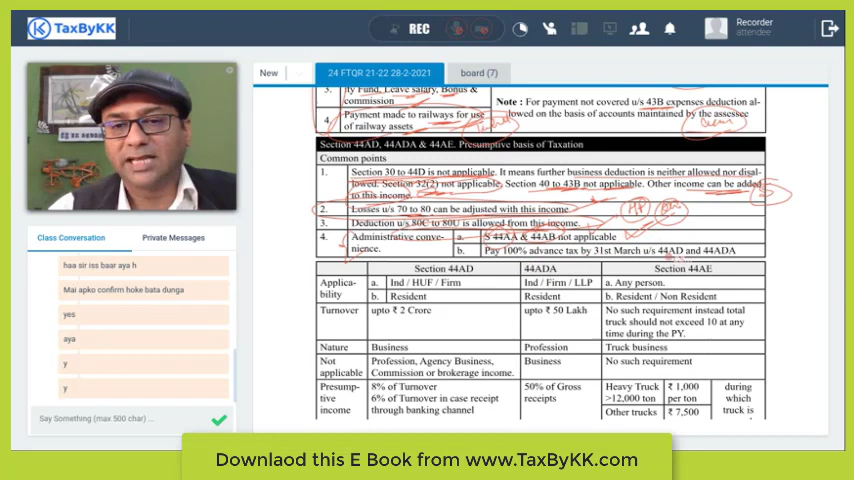 TaxByKK
REC
Recorder
attendee
New
24 FTQR 21-22 28-2-2021
board (7)
Class Conversation
Private Messages
haa sir iss bar aya h
Mai apko confirm hoke bata dunga
yes
aya
y
y
Say Something (max 500 char) ...
3. ty Fund, Leave salary, Bonus &
commission
4. Payment made to railways for use
of railway assets
Note : For payment not covered u/s 43B expenses deduction al-
lowed on the basis of accounts maintained by the assessee
Section 44AD, 44ADA & 44AE. Presumptive basis of Taxation
Common points
1. Section 30 to 44D is not applicable. It means further business deduction is neither allowed nor disal-
lowed. Section 32(2) not applicable, Section 40 to 43B not applicable. Other income can be added
to this income.
2. Losses u/s 70 to 80 can be adjusted with this income.
3. Deduction u/s 80C to 80U is allowed from this income.
4. Administrative conve- a. S 44AA & 44AB not applicable
nience. b. Pay 100% advance tax by 31st March u/s 44AD and 44ADA
Section 44AD 44ADA Section 44AE
Applica- a. Ind / HUF / Firm Ind / Firm / LLP a. Any person.
bility b. Resident Resident b. Resident / Non Resident
Turnover upto ₹ 2 Crore upto ₹ 50 Lakh No such requirement instead total
truck should not exceed 10 at any
time during the PY.
Nature Business Profession Truck business
Not Profession, Agency Business, Business No such requirement
applicable Commission or brokerage income.
Presump- 8% of Turnover 50% of Gross Heavy Truck ₹ 1,000 during
tive 6% of Turnover in case receipt receipts >12,000 ton per ton which
income through banking channel Other trucks ₹ 7,500 truck is
Downlaod this E Book from www.TaxByKK.com